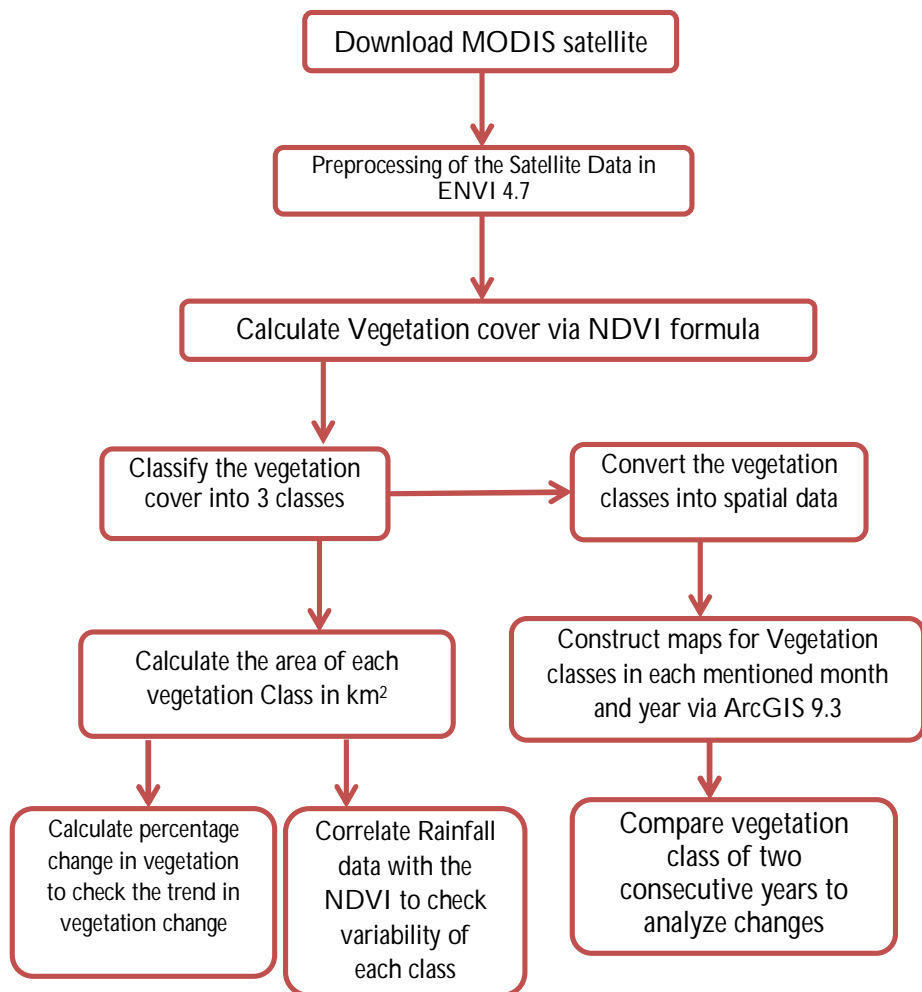 Download MODIS satellite
Preprocessing of the Satellite Data in
ENVI 4.7
Calculate Vegetation cover via NDVI formula
Classify the vegetation
cover into 3 classes
Convert the vegetation
classes into spatial data
Calculate the area of each
vegetation Class in km²
Construct maps for Vegetation
classes in each mentioned month
and year via ArcGIS 9.3
Calculate percentage
change in vegetation
to check the trend in
vegetation change
Correlate Rainfall
data with the
NDVI to check
variability of
each class
Compare vegetation
class of two
consecutive years to
analyze changes